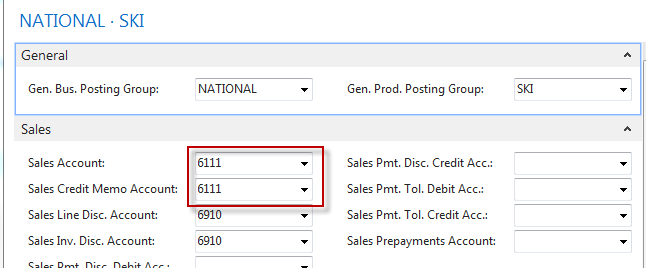 NATIONAL · SKI
General
Gen. Bus. Posting Group: NATIONAL Gen. Prod. Posting Group: SKI
Sales
Sales Account: 6111 Sales Pmt. Disc. Credit Acc.:
Sales Credit Memo Account: 6111 Sales Pmt. Tol. Debit Acc.:
Sales Line Disc. Account: 6910 Sales Pmt. Tol. Credit Acc.:
Sales Inv. Disc. Account: 6910 Sales Prepayments Account:
Sales Pmt. Disc. Debit Acc.: